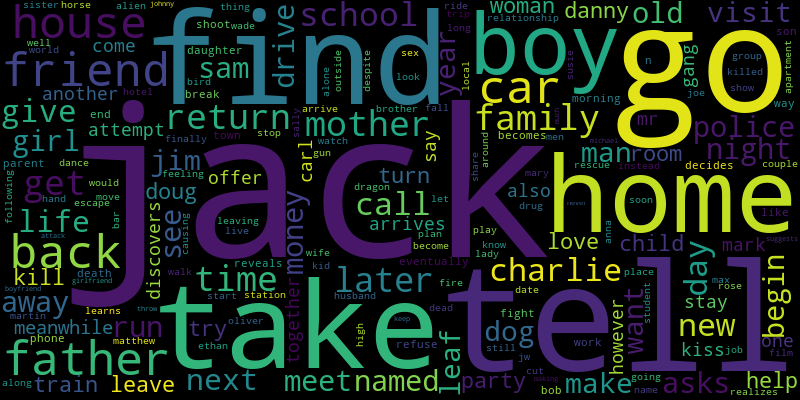 sister horse alien johnny thing ride woman danny old visit
house find drive school trip boy go
shoot wade relationship long son
well come daughter sam world friend
year gang group killed n
bird hotel break another
sex look despite outside alone local susie
car apartment joe show way
give end return mother brother fall morning family mr police
arrive attempt girl finally town stop sally
men becomes night
watch gun carl say
michael man room rescue instead decides couple
parent dance jim feeling offer turn
jack home
mary share around
get would doug hand move escape
dragon let call also drug soon like
following life see causing leaving live
plan arrives play love child mark suggests
bar discovers money become know lady
anna rennei
attack back reveals wife eventually
kill death walk time kid later charlie place day
girlfriend boyfriend away
together husband fire date want student max rose begin
learns start station
martin throw take tell
meanwhile run try oliver high keep dead fight however stay new
phone matthew ethan refuse still dog work kiss job one film
father next
along train leave meet named leaf party jw cut bob make making going name asks realizes help